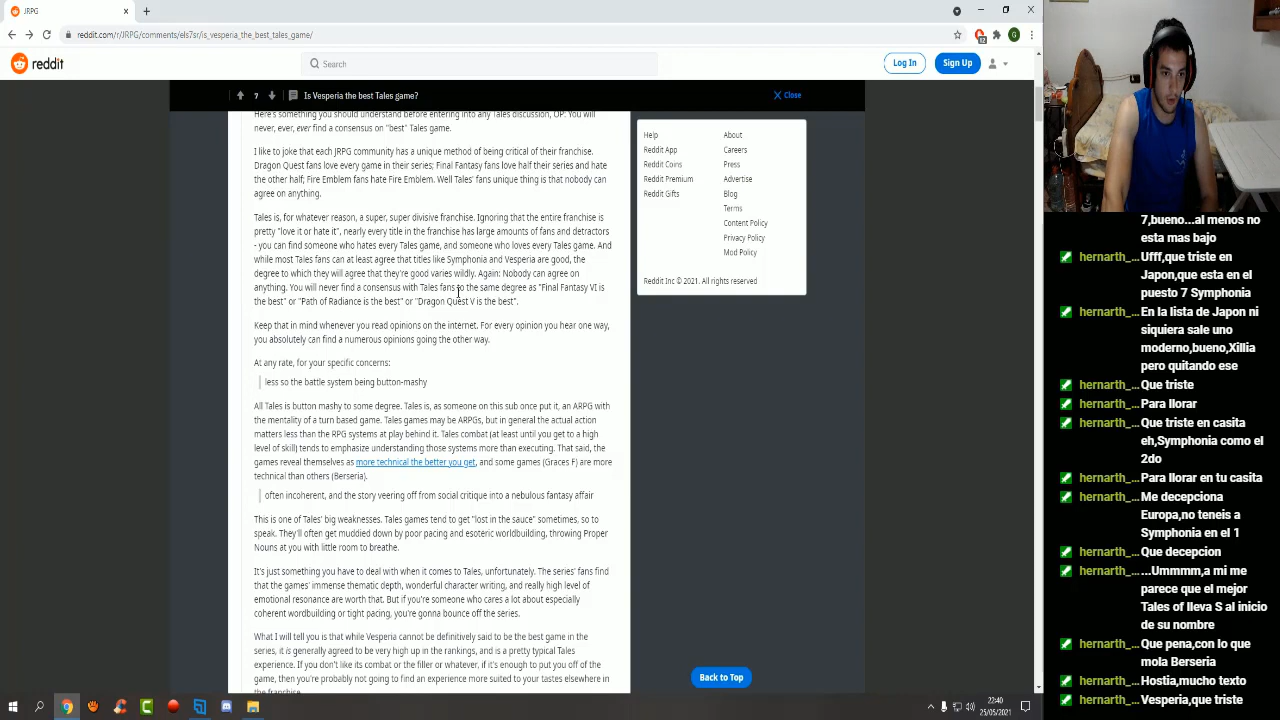 JRPG
reddit.com/r/JRPG/comments/els7sr/is_vesperia_the_best_tales_game/
reddit
Search
Log In
Sign Up
7
Is Vesperia the best Tales game?
Close
Here's something you should understand before entering into any Tales discussion, OP: You will
never, ever, ever find a consensus on "best" Tales game.
I like to joke that each JRPG community has a unique method of being critical of their franchise.
Dragon Quest fans love every game in their series; Final Fantasy fans love half their series and hate
the other half; Fire Emblem fans hate Fire Emblem. Well Tales' fans unique thing is that nobody can
agree on anything.
Tales is, for whatever reason, a super, super divisive franchise. Ignoring that the entire franchise is
pretty "love it or hate it", nearly every title in the franchise has large amounts of fans and detractors
- you can find someone who hates every Tales game, and someone who loves every Tales game. And
while most Tales fans can at least agree that titles like Symphonia and Vesperia are good, the
degree to which they will agree that they're good varies wildly. Again: Nobody can agree on
anything. You will never find a consensus with Tales fans to the same degree as "Final Fantasy VI is
the best" or "Path of Radiance is the best" or "Dragon Quest V is the best".
Keep that in mind whenever you read opinions on the internet. For every opinion you hear one way,
you absolutely can find a numerous opinions going the other way.
At any rate, for your specific concerns:
less so the battle system being button-mashy
All Tales is button mashy to some degree. Tales is, as someone on this sub once put it, an ARPG with
the mentality of a turn based game. Tales games may be ARPGs, but in general the actual action
matters less than the RPG systems at play behind it. Tales combat (at least until you get to a high
level of skill) tends to emphasize understanding those systems more than executing. That said, the
games reveal themselves as more technical the better you get, and some games (Graces F) are more
technical than others (Berseria).
often incoherent, and the story veering off from social critique into a nebulous fantasy affair
This is one of Tales' big weaknesses. Tales games tend to get "lost in the sauce" sometimes, so to
speak. They'll often get muddied down by poor pacing and esoteric worldbuilding, throwing Proper
Nouns at you with little room to breathe.
It's just something you have to deal with when it comes to Tales, unfortunately. The series' fans find
that the games' immense thematic depth, wonderful character writing, and really high level of
emotional resonance are worth that. But if you're someone who cares a lot about especially
coherent wordbuilding or tight pacing, you're gonna bounce off the series.
What I will tell you is that while Vesperia cannot be definitively said to be the best game in the
series, it is generally agreed to be very high up in the rankings, and is a pretty typical Tales
experience. If you don't like its combat or the filler or whatever, if it's enough to put you off of the
game, then you're probably not going to find an experience more suited to your tastes elsewhere in
the franchise.
Help
About
Reddit App
Careers
Reddit Coins
Press
Reddit Premium
Advertise
Reddit Gifts
Blog
Terms
Content Policy
Privacy Policy
Mod Policy
Reddit Inc © 2021. All rights reserved
Back to Top
7,bueno...al menos no
esta mas bajo
hernarth_... Ufff,que triste en
Japon,que esta en el
puesto 7 Symphonia
hernarth_... En la lista de Japon ni
siquiera sale uno
moderno,bueno,Xillia
pero quitando ese
hernarth_... Que triste
hernarth_... Para llorar
hernarth_... Que triste en casita
eh,Symphonia como el
2do
hernarth_... Para llorar en tu casita
hernarth_... Me decepciona
Europa,no teneis a
Symphonia en el 1
hernarth_... Que decepcion
hernarth_... ...Ummmm,a mi me
parece que el mejor
Tales of lleva S al inicio
de su nombre
hernarth_... Que pena,con lo que
mola Berseria
hernarth_... Hostia,mucho texto
hernarth_... Vesperia,que triste
22:40
25/05/2021